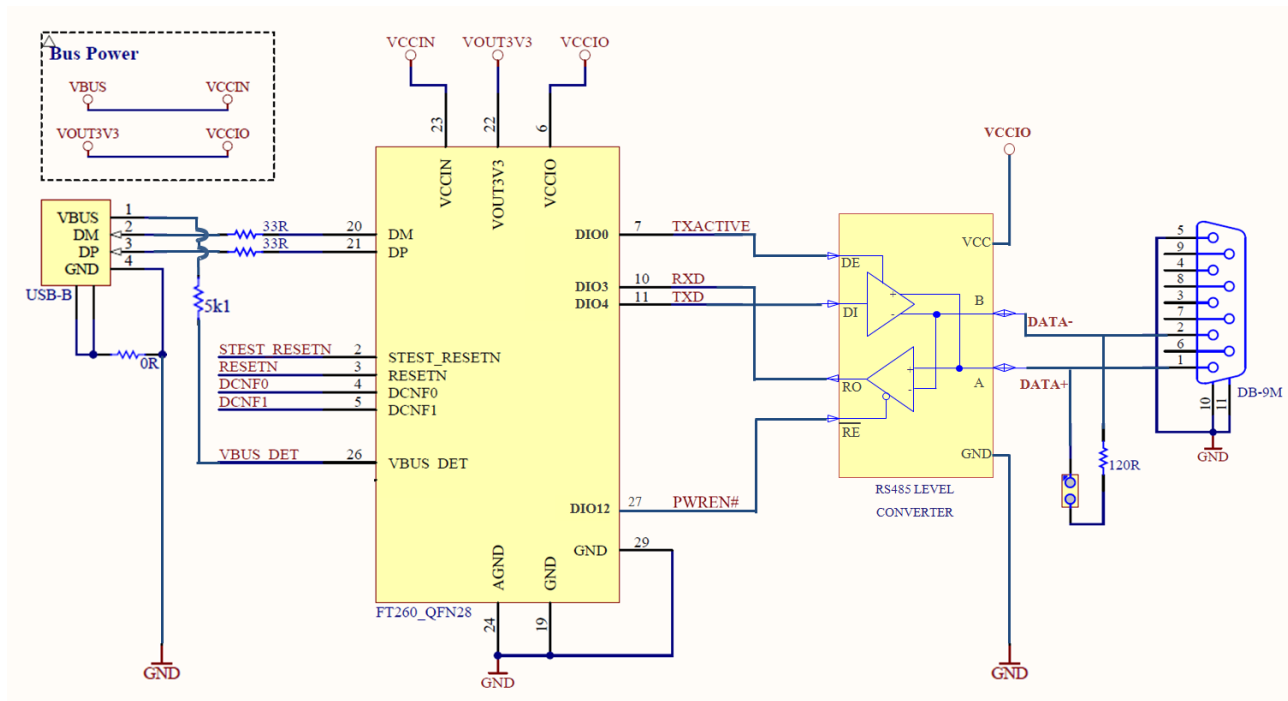 Bus Power
VBUS
VCCIN
VOUT3V3
VCCIO
VCCIN
VOUT3V3
VCCIO
23
22
6
VCCIN
VOUT3V3
VCCIO
VBUS
DM
DP
GND
1
2
3
4
USB-B
33R
33R
5k1
0R
20
21
DM
DP
STEST_RESETN
RESETN
DCNF0
DCNF1
2
3
4
5
STEST_RESETN
RESETN
DCNF0
DCNF1
VBUS_DET
26
VBUS_DET
DIO0
7
TXACTIVE
DIO3
10
RXD
DIO4
11
TXD
DIO12
27
PWREN#
GND
29
AGND
GND
24
19
FT260_QFN28
GND
GND
VCCIO
VCC
DE
DI
RO
RE
+
-
+
-
B
A
GND
RS485 LEVEL
CONVERTER
GND
DATA-
DATA+
120R
5
9
4
8
3
7
2
6
1
10
11
DB-9M
GND